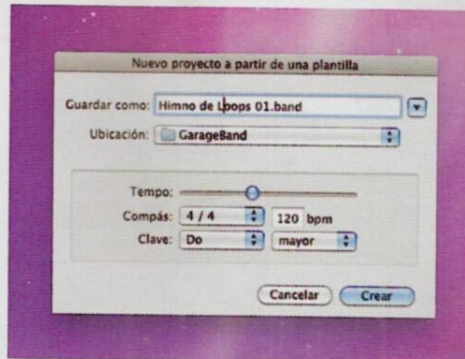 Nuevo proyecto a partir de una plantilla
Guardar como: Himno de Loops 01.band
Ubicación: GarageBand
Tempo:
Compás: 4 / 4 120 bpm
Clave: Do mayor
Cancelar Crear